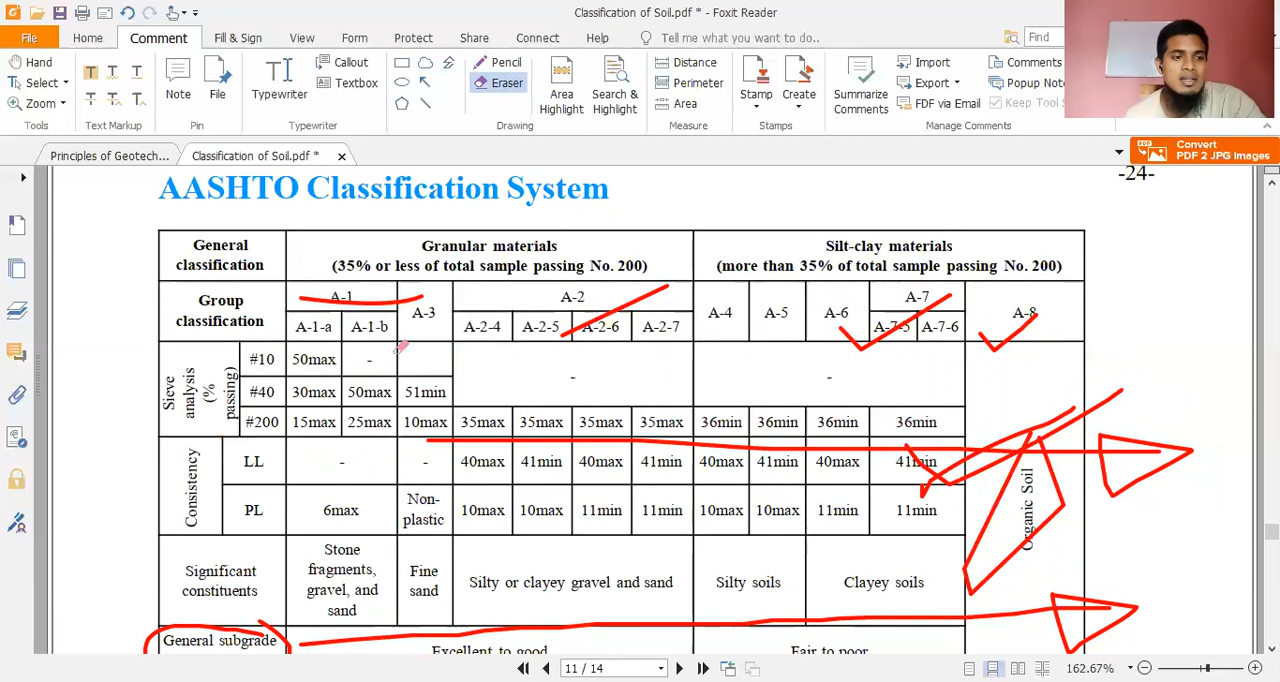 Classification of Soil.pdf * - Foxit Reader
File
Home
Comment
Fill & Sign
View
Form
Protect
Share
Connect
Help
Tell me what you want to do...
Find
Hand
Select
Zoom
Tools
Text Markup
Note
File
Pin
Typewriter
Callout
Textbox
Typewriter
Pencil
Eraser
Drawing
Area Highlight
Search & Highlight
Distance
Perimeter
Area
Measure
Stamp
Create
Stamps
Summarize Comments
Import
Export
FDF via Email
Comments
Popup Note
Keep Tool S
Manage Comments
Principles of Geotech...
Classification of Soil.pdf *
Convert
PDF 2 JPG Images
-24-
AASHTO Classification System
General classification
Granular materials
(35% or less of total sample passing No. 200)
Silt-clay materials
(more than 35% of total sample passing No. 200)
Group classification
A-1
A-3
A-2
A-4
A-5
A-6
A-7
A-8
A-1-a
A-1-b
A-2-4
A-2-5
A-2-6
A-2-7
A-7-5
A-7-6
Sieve analysis (% passing)
#10
50max
-
-
-
#40
30max
50max
51min
#200
15max
25max
10max
35max
35max
35max
35max
36min
36min
36min
36min
Consistency
LL
-
-
40max
41min
40max
41min
40max
41min
40max
41min
PL
6max
Non-plastic
10max
10max
11min
11min
10max
10max
11min
11min
Organic Soil
Significant constituents
Stone fragments, gravel, and sand
Fine sand
Silty or clayey gravel and sand
Silty soils
Clayey soils
General subgrade
Excellent to good
Fair to poor
11 / 14
162.67%